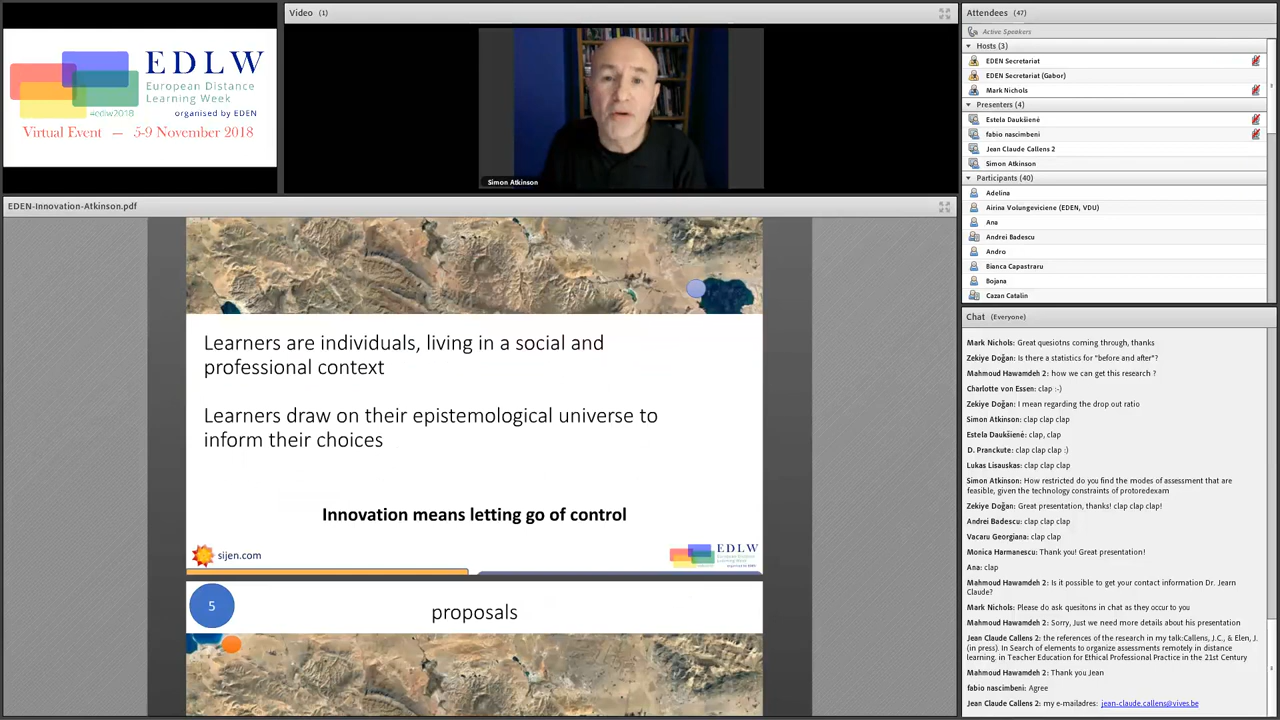 EDLW
European Distance
Learning Week
#edlw2018
organised by EDEN
Virtual Event — 5-9 November 2018
Video (1)
Simon Atkinson
EDEN-Innovation-Atkinson.pdf
Learners are individuals, living in a social and
professional context
Learners draw on their epistemological universe to
inform their choices
Innovation means letting go of control
sijen.com
EDLW
5
proposals
Attendees (47)
Active Speakers
Hosts (3)
EDEN Secretariat
EDEN Secretariat (Gabor)
Mark Nichols
Presenters (4)
Estela Daukšienė
fabio nascimbeni
Jean Claude Callens 2
Simon Atkinson
Participants (40)
Adelina
Airina Volungeviciene (EDEN, VDU)
Ana
Andrei Badescu
Andro
Bianca Capastraru
Bojana
Cazan Catalin
Chat (Everyone)
Mark Nichols: Great quesiotns coming through, thanks
Zekiye Doğan: Is there a statistics for "before and after"?
Mahmoud Hawamdeh 2: how we can get this research ?
Charlotte von Essen: clap :-)
Zekiye Doğan: I mean regarding the drop out ratio
Simon Atkinson: clap clap clap
Estela Daukšienė: clap, clap
D. Pranckute: clap clap clap :)
Lukas Lisauskas: clap clap clap
Simon Atkinson: How restricted do you find the modes of assessment that are
feasible, given the technology constraints of protoredexam
Zekiye Doğan: Great presentation, thanks! clap clap clap!
Andrei Badescu: clap clap clap
Vacaru Georgiana: clap clap
Monica Harmanescu: Thank you! Great presentation!
Ana: clap
Mahmoud Hawamdeh 2: Is it possible to get your contact information Dr. Jearn
Claude?
Mark Nichols: Please do ask quesitons in chat as they occur to you
Mahmoud Hawamdeh 2: Sorry, Just we need more details about his presentation
Jean Claude Callens 2: the references of the research in my talk:Callens, J.C., & Elen, J.
(in press). In Search of elements to organize assessments remotely in distance
learning. in Teacher Education for Ethical Professional Practice in the 21st Century
Mahmoud Hawamdeh 2: Thank you Jean
fabio nascimbeni: Agree
Jean Claude Callens 2: my e-mailadres: jean-claude.callens@vives.be